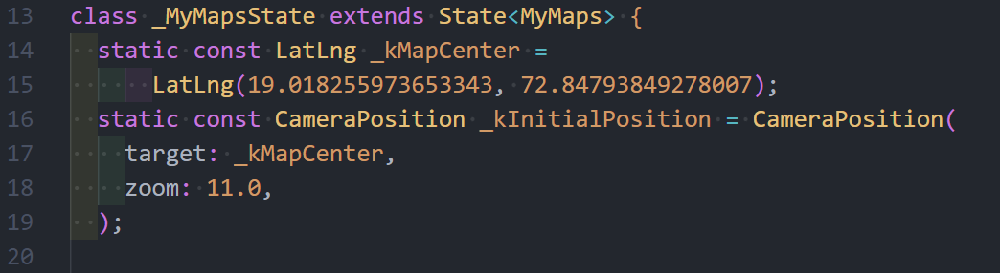 13 class _MyMapsState extends State<MyMaps> {
14 static const LatLng _kMapCenter =
15 LatLng(19.018255973653343, 72.84793849278007);
16 static const CameraPosition _kInitialPosition = CameraPosition(
17 target: _kMapCenter,
18 zoom: 11.0,
19 );
20